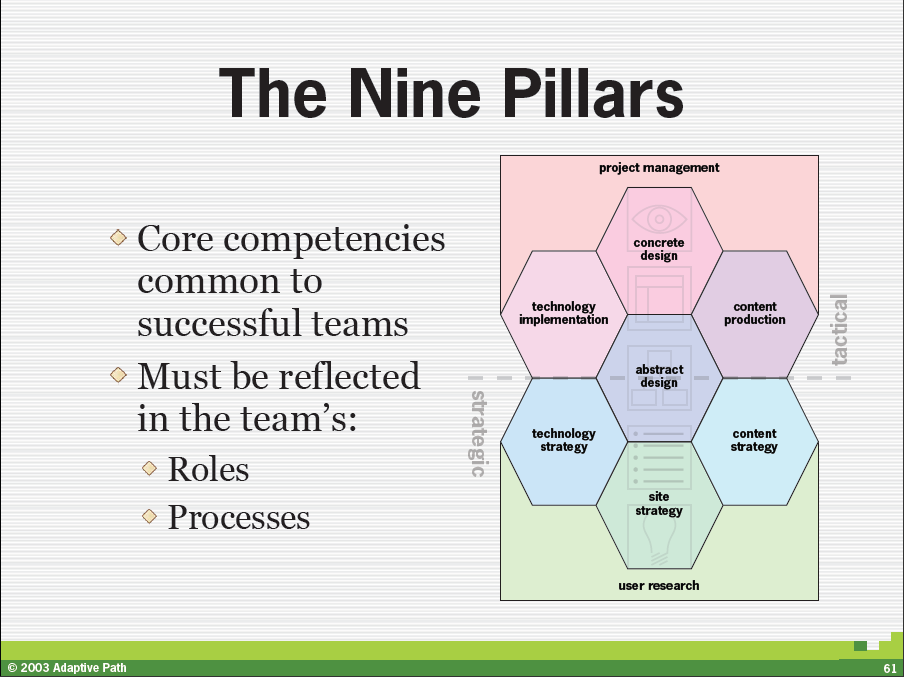 The Nine Pillars
Core competencies
common to
successful teams
Must be reflected
in the team’s:
Roles
Processes
project management
concrete
design
technology
implementation
content
production
tactical
abstract
design
strategic
technology
strategy
content
strategy
site
strategy
user research
© 2003 Adaptive Path
61